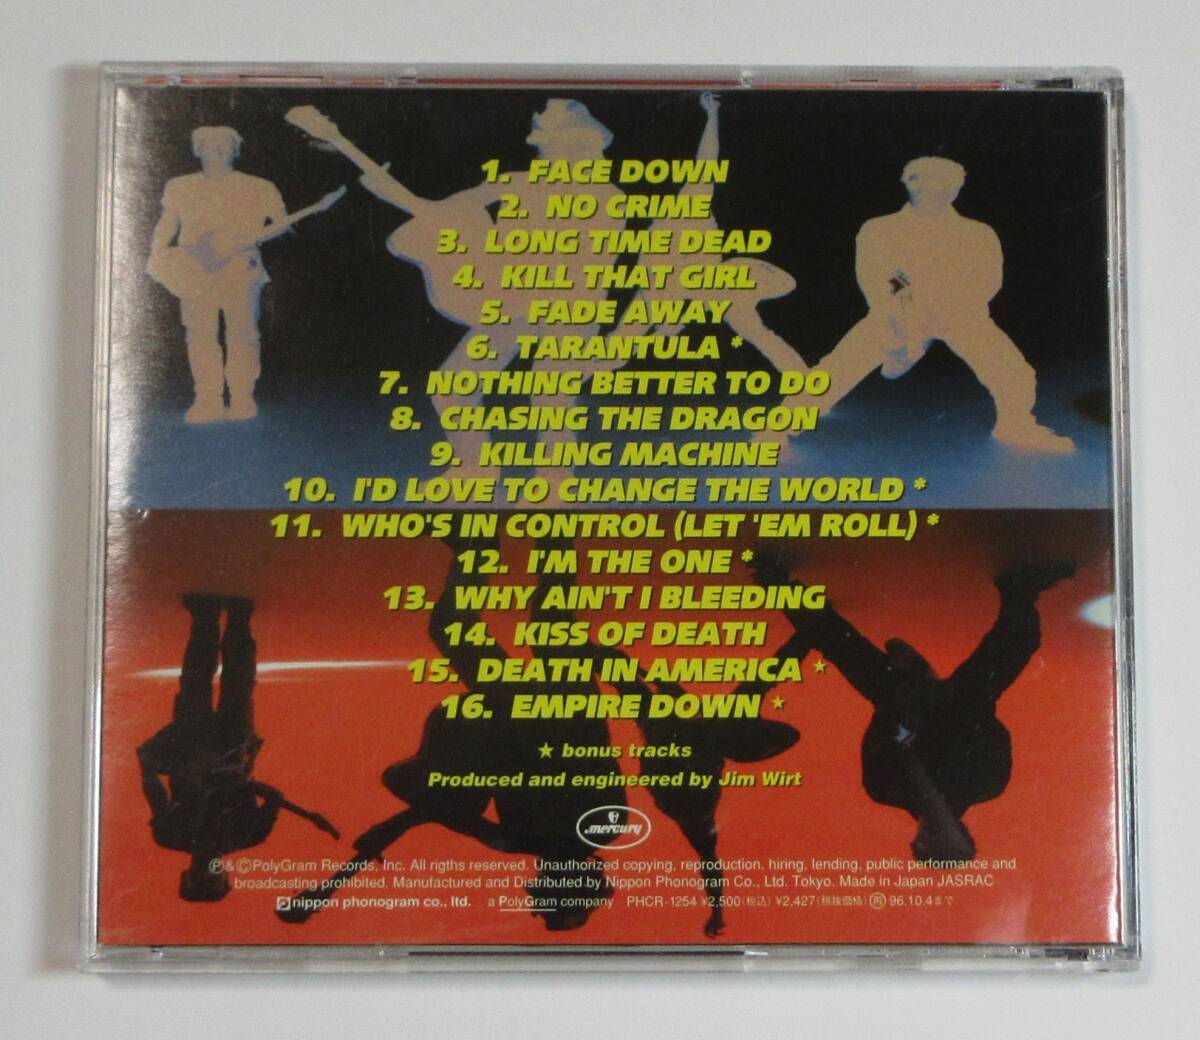 1. FACE DOWN
2. NO CRIME
3. LONG TIME DEAD
4. KILL THAT GIRL
5. FADE AWAY
6. TARANTULA *
7. NOTHING BETTER TO DO
8. CHASING THE DRAGON
9. KILLING MACHINE
10. I'D LOVE TO CHANGE THE WORLD *
11. WHO'S IN CONTROL (LET 'EM ROLL) *
12. I'M THE ONE *
13. WHY AIN'T I BLEEDING
14. KISS OF DEATH
15. DEATH IN AMERICA ★
16. EMPIRE DOWN ★
★ bonus tracks
Produced and engineered by Jim Wirt
mercury
Ⓟ&ⒸPolyGram Records, Inc. All rigths reserved. Unauthorized copying, reproduction, hiring, lending, public performance and
broadcasting prohibited. Manufactured and Distributed by Nippon Phonogram Co., Ltd. Tokyo. Made in Japan JASRAC
nippon phonogram co., ltd. a PolyGram company PHCR-1254 ¥2,500(税込) ¥2,427(税抜価格) 再 96.10.4まで